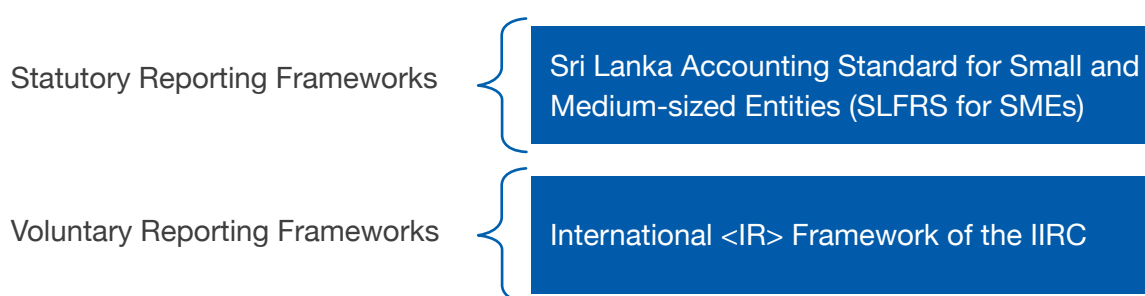 Statutory Reporting Frameworks
Sri Lanka Accounting Standard for Small and
Medium-sized Entities (SLFRS for SMEs)
Voluntary Reporting Frameworks
International <IR> Framework of the IIRC